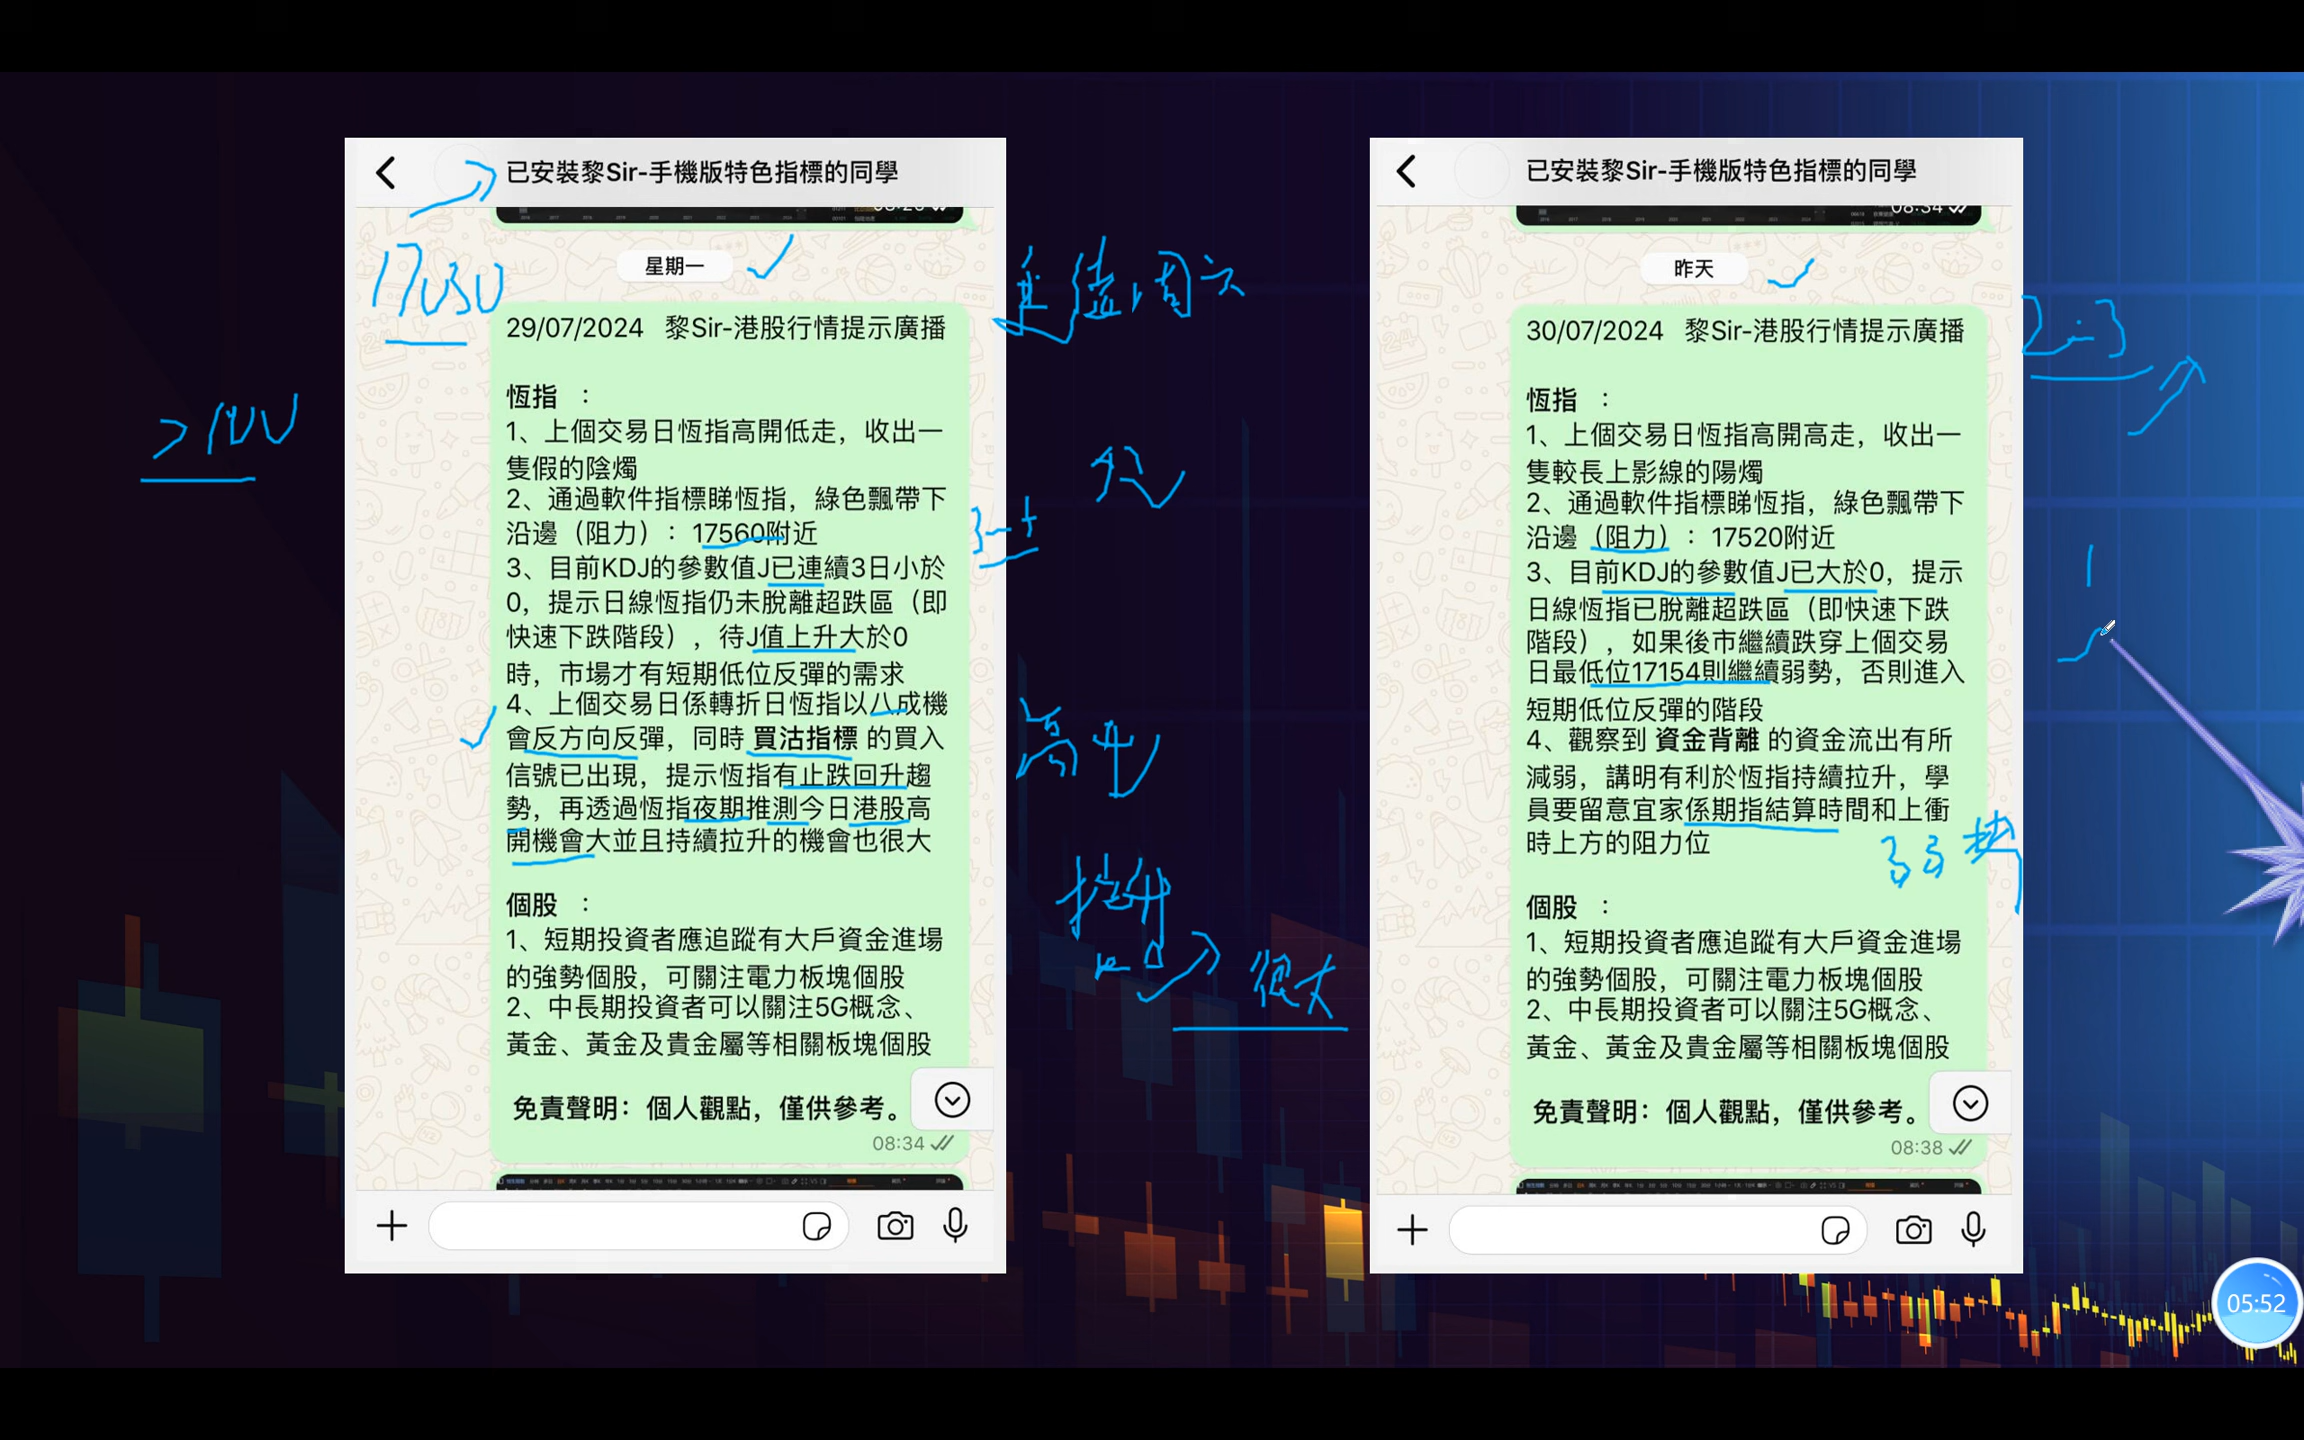 已安裝黎Sir-手機版特色指標的同學
星期一
29/07/2024 黎Sir-港股行情提示廣播
恆指 :
1、上個交易日恆指高開低走，收出一
隻假的陰燭
2、通過軟件指標睇恆指，綠色飄帶下
沿邊（阻力）: 17560附近
3、目前KDJ的參數值J已連續3日小於
0，提示日線恆指仍未脫離超跌區（即
快速下跌階段），待J值上升大於0
時，市場才有短期低位反彈的需求
4、上個交易日係轉折日恆指以八成機
會反方向反彈，同時 買沽指標 的買入
信號已出現，提示恆指有止跌回升趨
勢，再透過恆指夜期推測今日港股高
開機會大並且持續拉升的機會也很大
個股 :
1、短期投資者應追蹤有大戶資金進場
的強勢個股，可關注電力板塊個股
2、中長期投資者可以關注5G概念、
黃金、黃金及貴金屬等相關板塊個股
免責聲明：個人觀點，僅供參考。
08:34
很大
已安裝黎Sir-手機版特色指標的同學
08:34
昨天
30/07/2024 黎Sir-港股行情提示廣播
恆指 :
1、上個交易日恆指高開高走，收出一
隻較長上影線的陽燭
2、通過軟件指標睇恆指，綠色飄帶下
沿邊（阻力）: 17520附近
3、目前KDJ的參數值J已大於0，提示
日線恆指已脫離超跌區（即快速下跌
階段），如果後市繼續跌穿上個交易
日最低位17154則繼續弱勢，否則進入
短期低位反彈的階段
4、觀察到 資金背離 的資金流出有所
減弱，講明有利於恆指持續拉升，學
員要留意宜家係期指結算時間和上衝
時上方的阻力位
個股 :
1、短期投資者應追蹤有大戶資金進場
的強勢個股，可關注電力板塊個股
2、中長期投資者可以關注5G概念、
黃金、黃金及貴金屬等相關板塊個股
免責聲明：個人觀點，僅供參考。
08:38
05:52